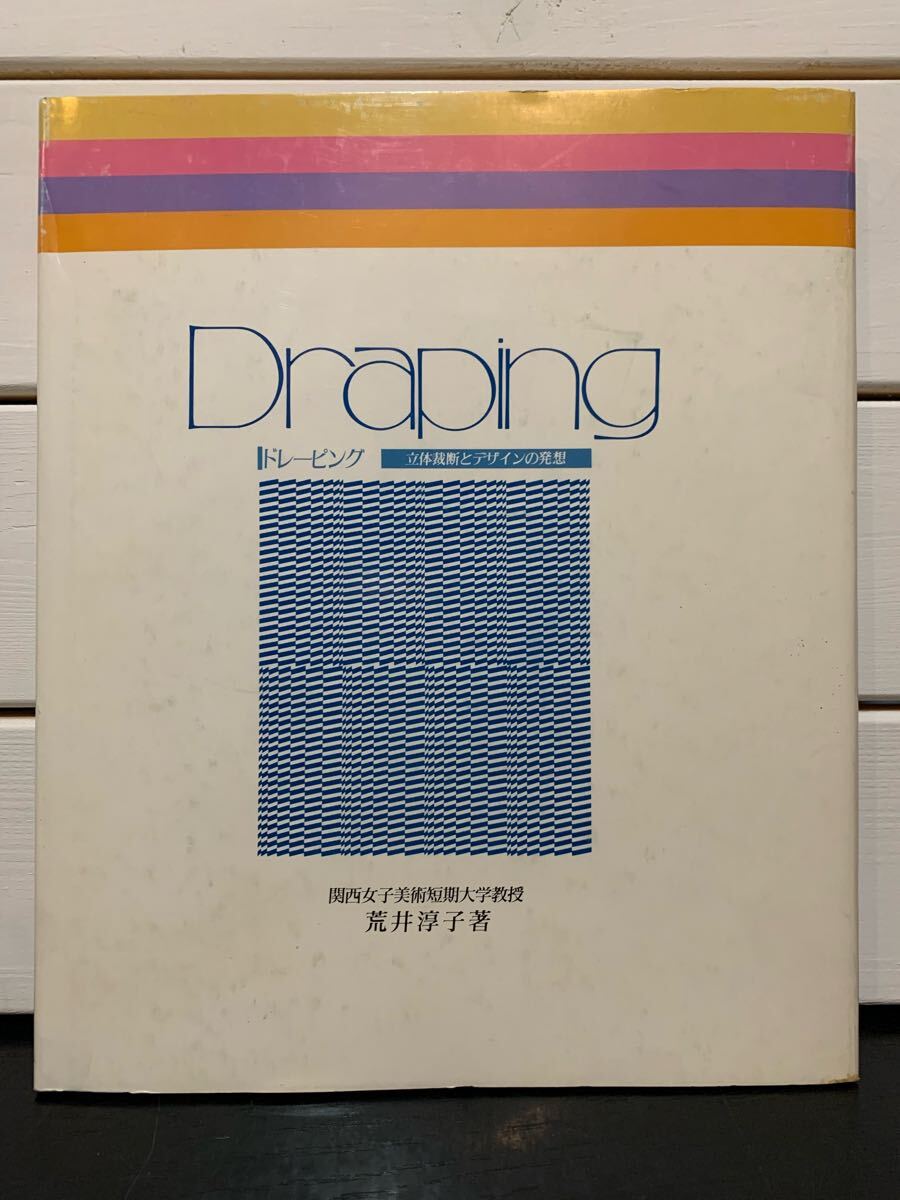 Draping
ドレーピング 立体裁断とデザインの発想
関西女子美術短期大学教授
荒井淳子著